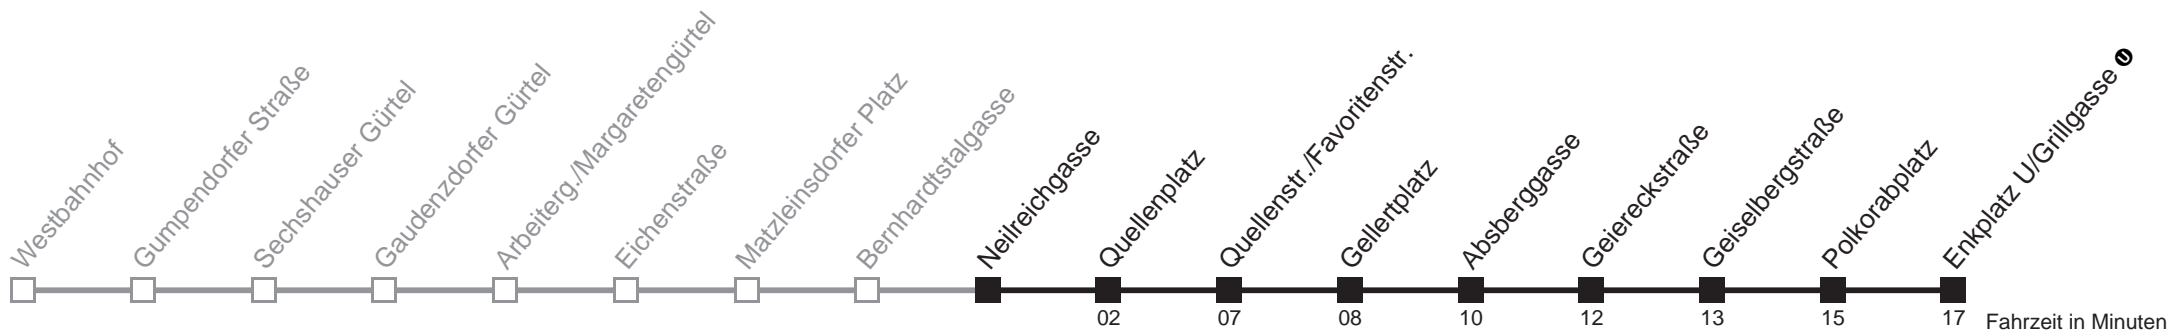 Westbahnhof
Gumpendorfer Straße
Sechshauser Gürtel
Gaudenzdorfer Gürtel
Arbeiterg./Margaretengürtel
Eichenstraße
Matzleinsdorfer Platz
Bernhardtstalgasse
Neilreichgasse
Quellenplatz
Quellenstr./Favoritenstr.
Gellertplatz
Absberggasse
Geiereckstraße
Geiselbergstraße
Polkorabplatz
Enkplatz U/Grillgasse U
02 07 08 10 12 13 15 17 Fahrzeit in Minuten